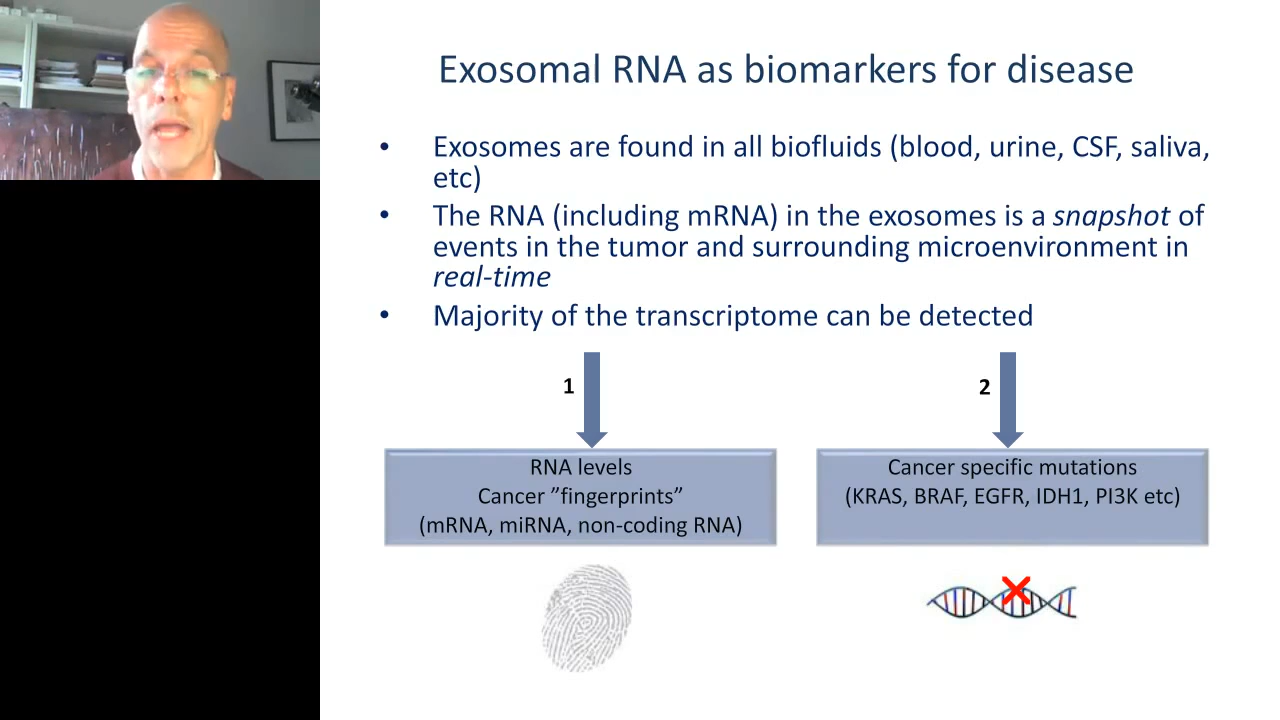 Exosomal RNA as biomarkers for disease
• Exosomes are found in all biofluids (blood, urine, CSF, saliva,
etc)
• The RNA (including mRNA) in the exosomes is a snapshot of
events in the tumor and surrounding microenvironment in
real-time
• Majority of the transcriptome can be detected
1
2
RNA levels
Cancer ”fingerprints”
(mRNA, miRNA, non-coding RNA)
Cancer specific mutations
(KRAS, BRAF, EGFR, IDH1, PI3K etc)